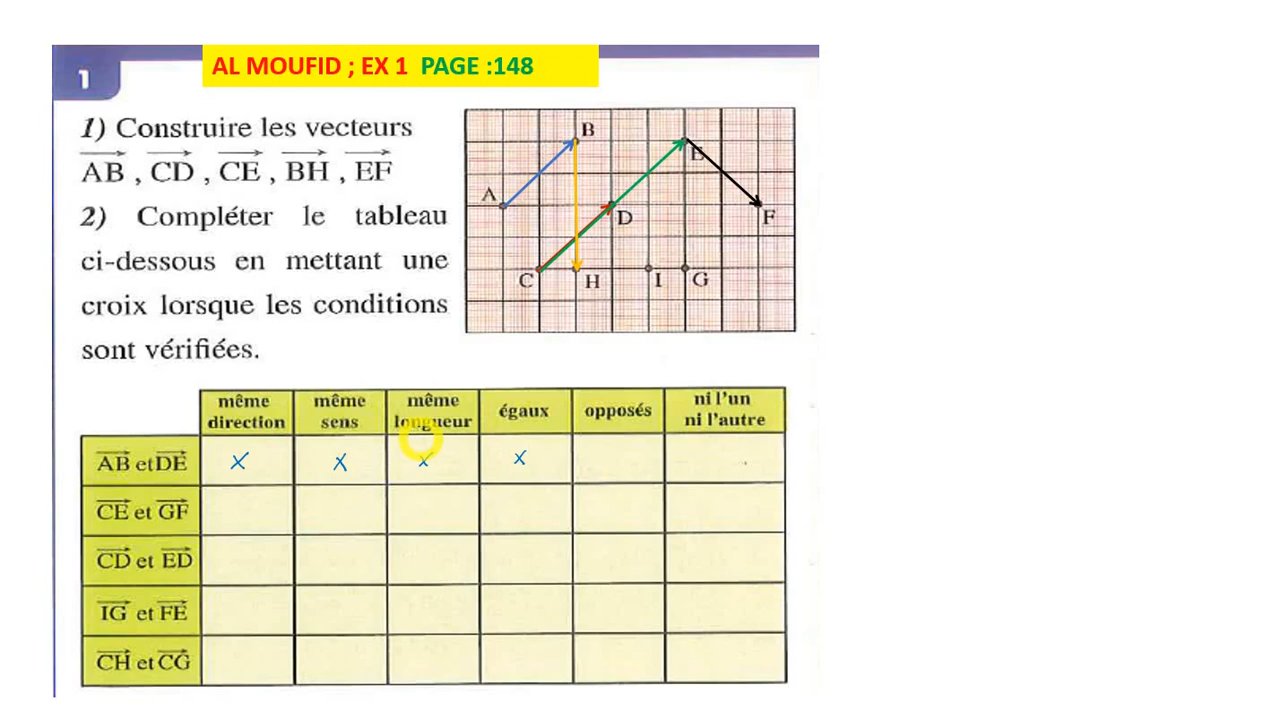 AL MOUFID ; EX 1 PAGE :148
1
1) Construire les vecteurs
AB , CD , CE , BH , EF
2) Compléter le tableau
ci-dessous en mettant une
croix lorsque les conditions
sont vérifiées.
B
E
A
D
F
C
H
I
G
même direction
même sens
même longueur
égaux
opposés
ni l'un ni l'autre
AB et DE x x x x
CE et GF
CD et ED
IG et FE
CH et CG